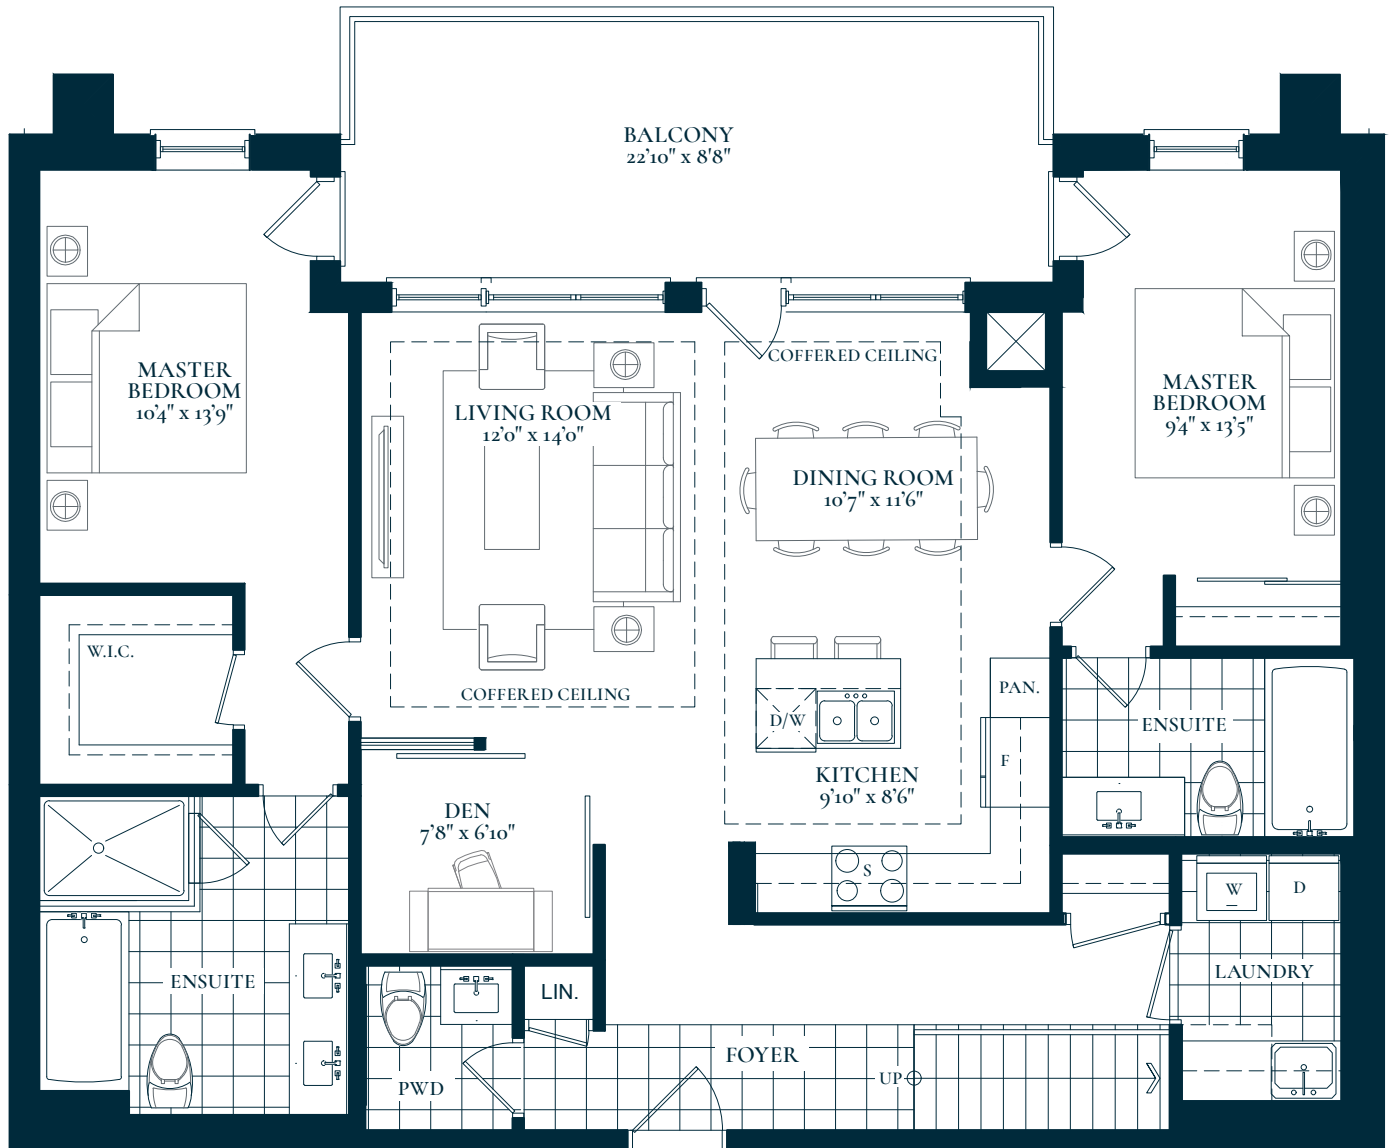 BALCONY
22'10" x 8'8"
MASTER
BEDROOM
10'4" x 13'9"
COFFERED CEILING
LIVING ROOM
12'0" x 14'0"
MASTER
BEDROOM
9'4" x 13'5"
DINING ROOM
10'7" x 11'6"
W.I.C.
COFFERED CEILING
PAN.
D/W
ENSUITE
F
KITCHEN
9'10" x 8'6"
DEN
7'8" x 6'10"
S
W
D
ENSUITE
LIN.
LAUNDRY
FOYER
PWD
UP